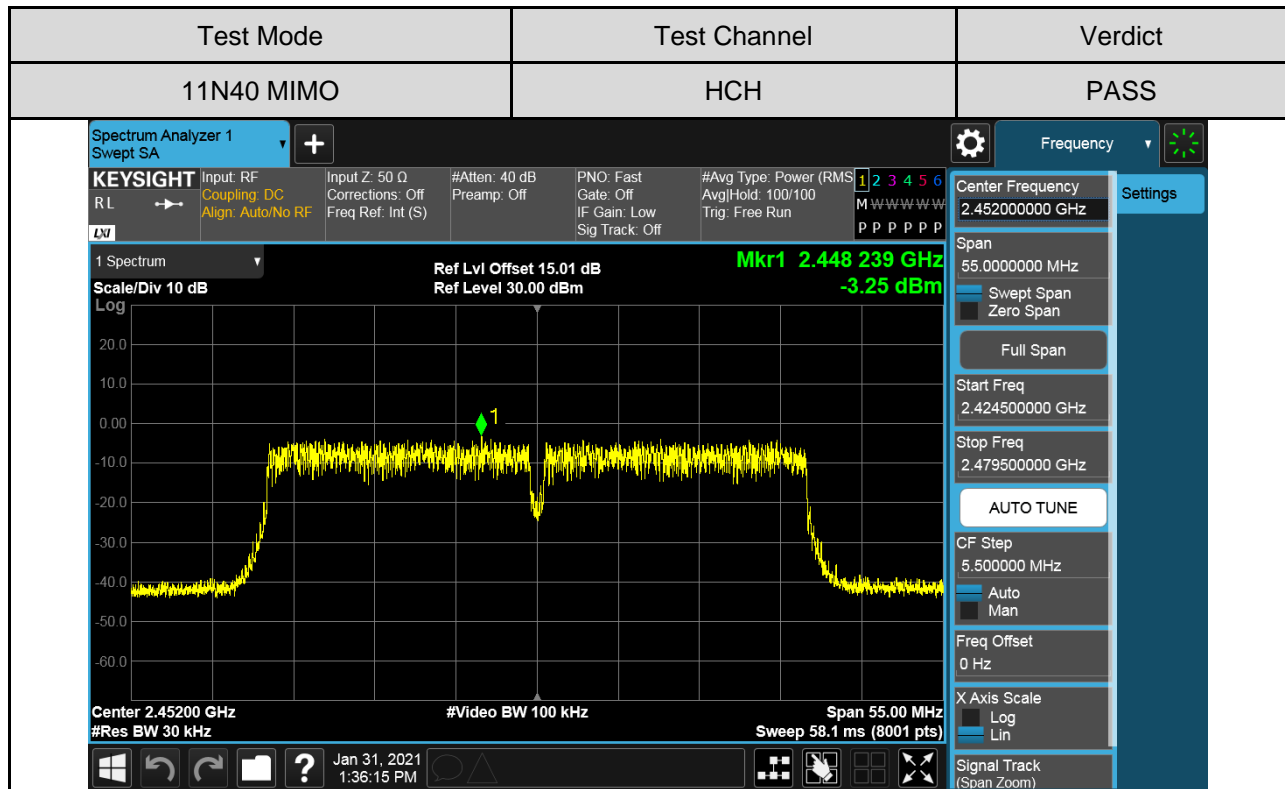 Test Mode Test Channel Verdict
11N40 MIMO HCH PASS
Spectrum Analyzer 1
Swept SA
+
Frequency
KEYSIGHT
RL
LXI
Input: RF
Coupling: DC
Align: Auto/No RF
Input Z: 50 Ω
Corrections: Off
Freq Ref: Int (S)
#Atten: 40 dB
Preamp: Off
PNO: Fast
Gate: Off
IF Gain: Low
Sig Track: Off
#Avg Type: Power (RMS
Avg|Hold: 100/100
Trig: Free Run
1 2 3 4 5 6
M W W W W W
P P P P P P
1 Spectrum
Scale/Div 10 dB
Ref Lvl Offset 15.01 dB
Ref Level 30.00 dBm
Mkr1 2.448 239 GHz
-3.25 dBm
Log
20.0
10.0
0.00
-10.0
-20.0
-30.0
-40.0
-50.0
-60.0
1
Center 2.45200 GHz
#Res BW 30 kHz
#Video BW 100 kHz
Span 55.00 MHz
Sweep 58.1 ms (8001 pts)
?
Jan 31, 2021
1:36:15 PM
Center Frequency
2.452000000 GHz
Settings
Span
55.0000000 MHz
Swept Span
Zero Span
Full Span
Start Freq
2.424500000 GHz
Stop Freq
2.479500000 GHz
AUTO TUNE
CF Step
5.500000 MHz
Auto
Man
Freq Offset
0 Hz
X Axis Scale
Log
Lin
Signal Track
(Span Zoom)